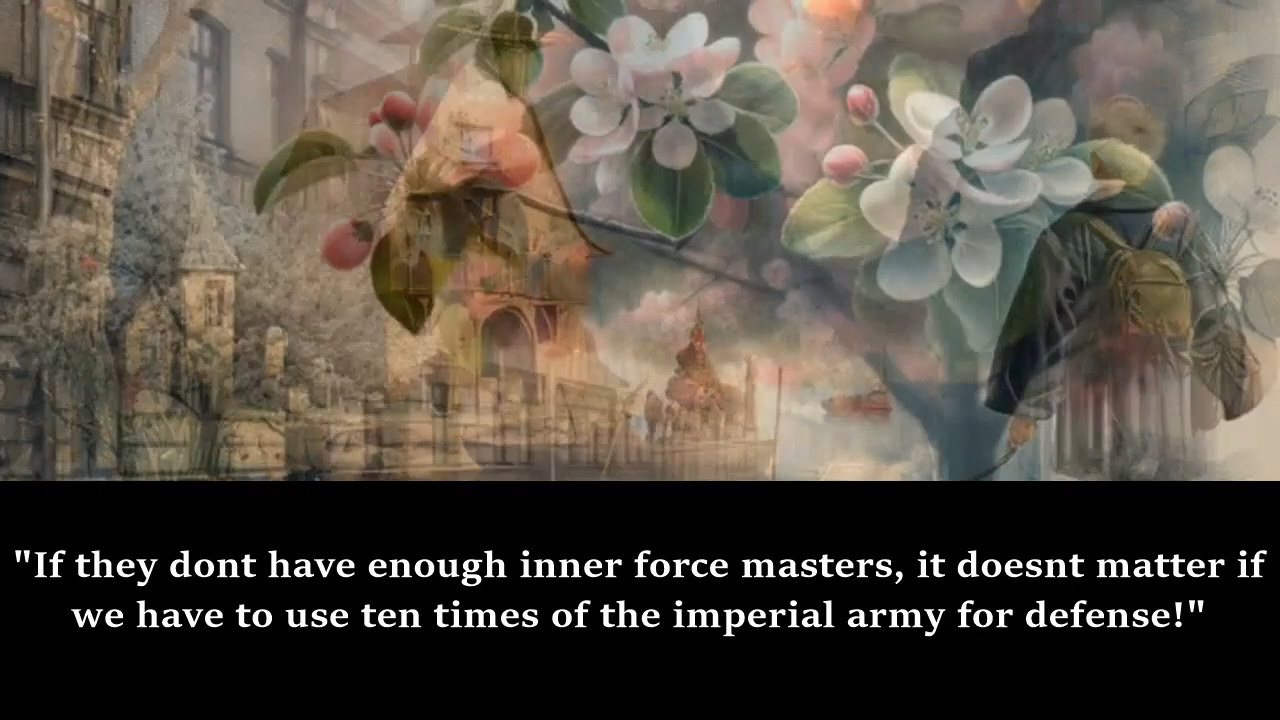 "If they dont have enough inner force masters, it doesnt matter if
we have to use ten times of the imperial army for defense!"